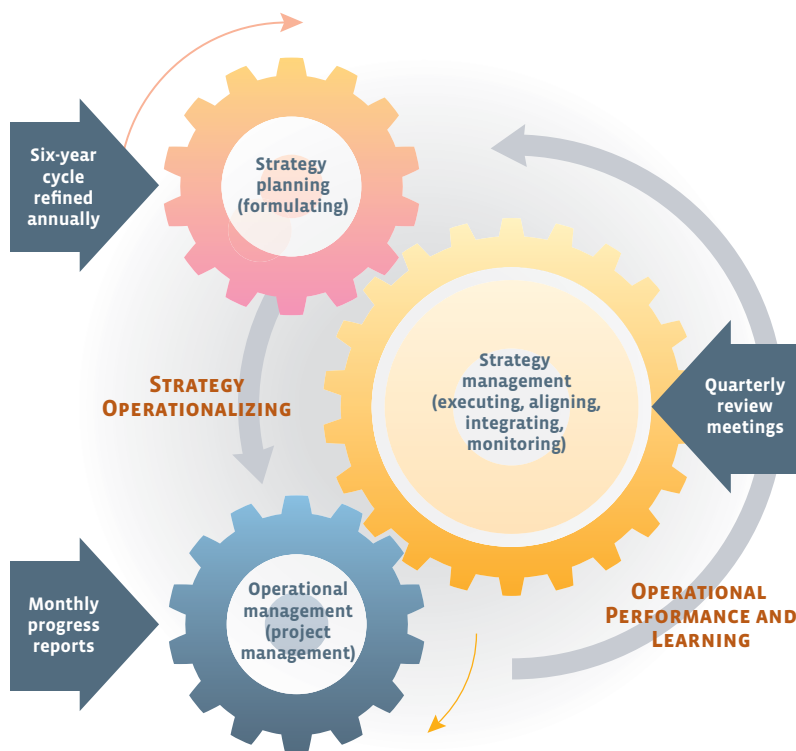 Six-year
cycle
refined
annually
Strategy
planning
(formulating)
Strategy
management
(executing, aligning,
integrating,
monitoring)
Quarterly
review
meetings
STRATEGY
OPERATIONALIZING
Monthly
progress
reports
Operational
management
(project
management)
OPERATIONAL
PERFORMANCE AND
LEARNING